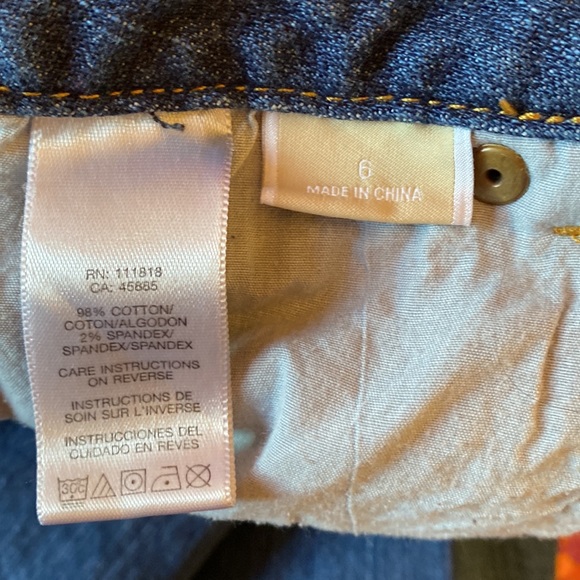 6
MADE IN CHINA
RN: 111818
CA: 45885
98% COTTON/
COTON/ALGODON
2% SPANDEX/
SPANDEX/SPANDEX
CARE INSTRUCTIONS
ON REVERSE
INSTRUCTIONS DE
SOIN SUR L'INVERSE
INSTRUCCIONES DEL
CUIDADO EN REVES